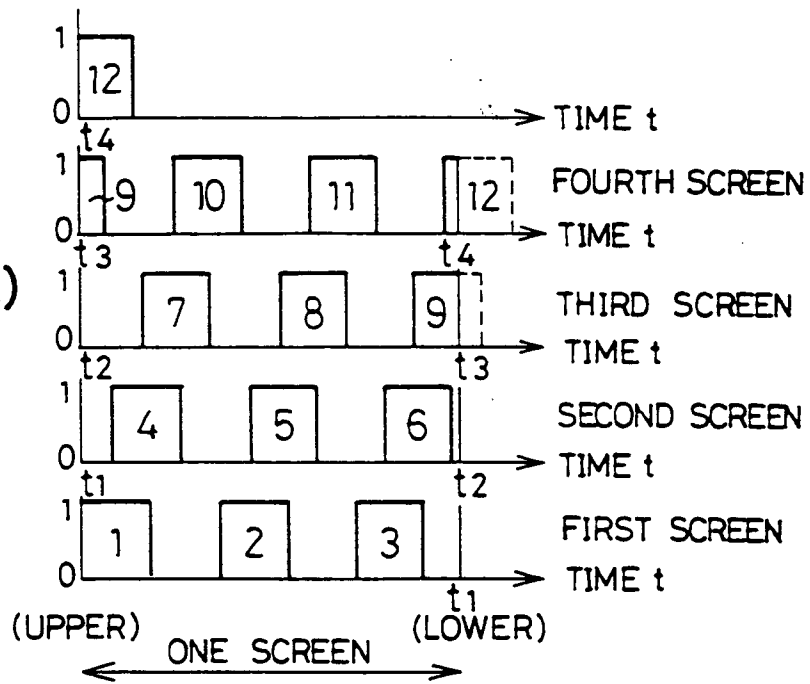 1
12
0
TIME t
t4
1
9
10
11
12
FOURTH SCREEN
0
TIME t
t3
t4
)
1
7
8
9
THIRD SCREEN
0
TIME t
t2
t3
1
4
5
6
SECOND SCREEN
0
TIME t
t1
t2
1
1
2
3
FIRST SCREEN
0
TIME t
t1
(UPPER)
(LOWER)
ONE SCREEN